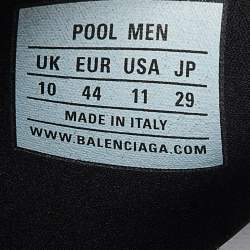 POOL MEN
UK EUR USA JP
10 44 11 29
MADE IN ITALY
WWW.BALENCIAGA.COM